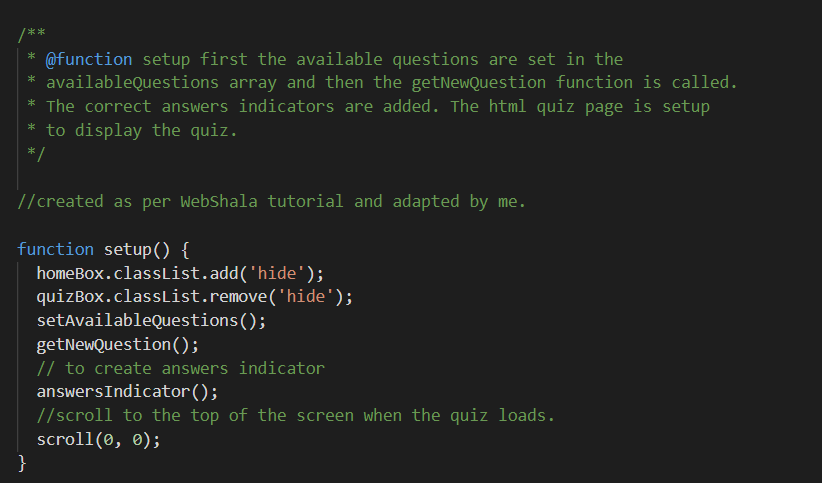 /**
 * @function setup first the available questions are set in the
 * availableQuestions array and then the getNewQuestion function is called.
 * The correct answers indicators are added. The html quiz page is setup
 * to display the quiz.
 */
//created as per WebShala tutorial and adapted by me.
function setup() {
  homeBox.classList.add('hide');
  quizBox.classList.remove('hide');
  setAvailableQuestions();
  getNewQuestion();
  // to create answers indicator
  answersIndicator();
  //scroll to the top of the screen when the quiz loads.
  scroll(0, 0);
}